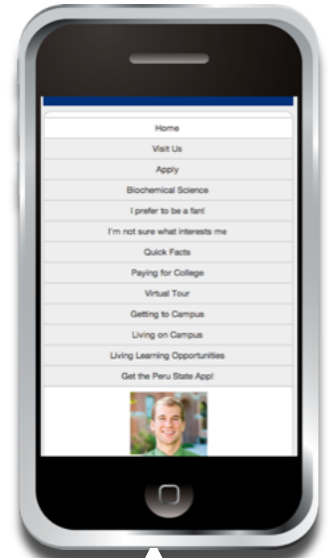 Home
Visit Us
Apply
Biochemical Science
I prefer to be a fan!
I'm not sure what interests me
Quick Facts
Paying for College
Virtual Tour
Getting to Campus
Living on Campus
Living Learning Opportunities
Get the Peru State App!